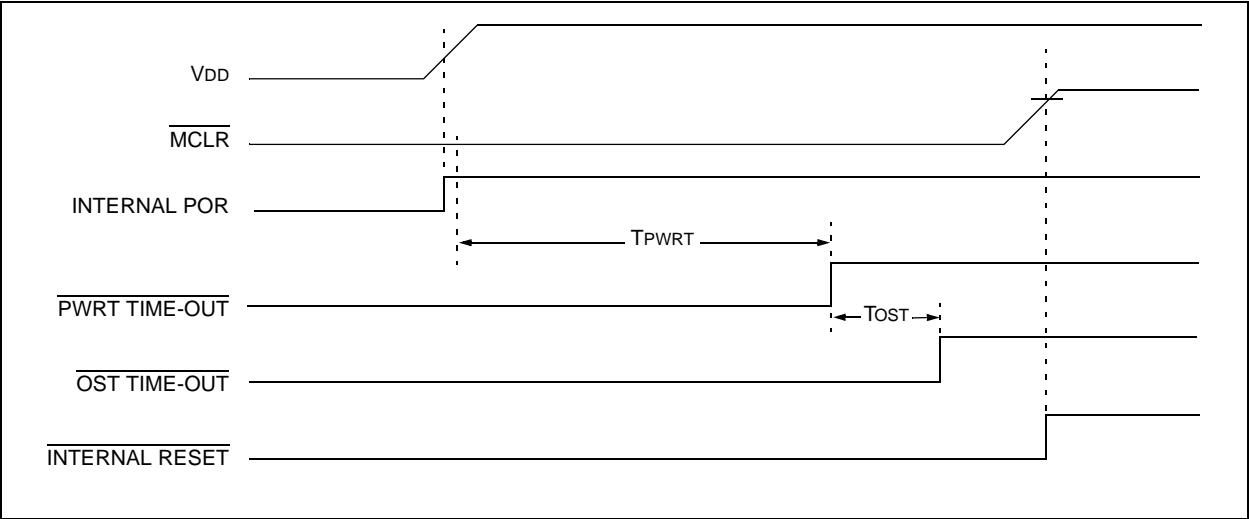 VDD
MCLR
INTERNAL POR
TPWRT
PWRT TIME-OUT
TOST
OST TIME-OUT
INTERNAL RESET